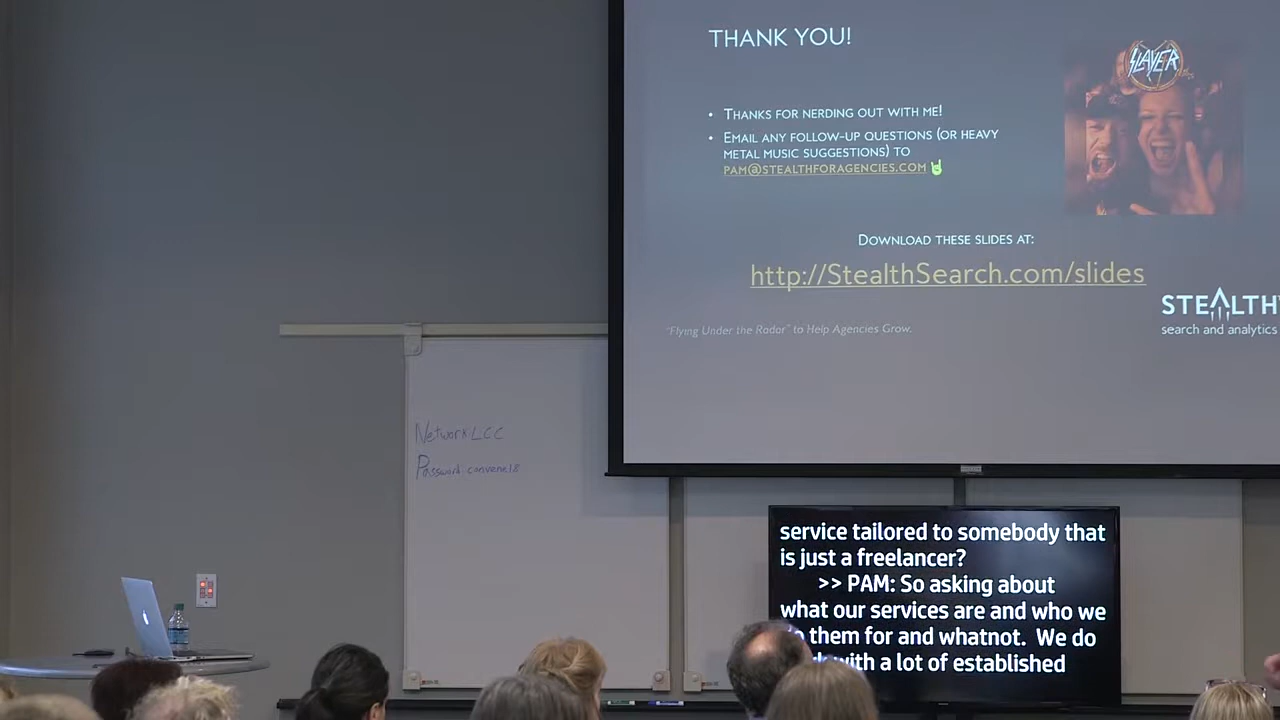 THANK YOU!
SLAYER
• THANKS FOR NERDING OUT WITH ME!
• EMAIL ANY FOLLOW-UP QUESTIONS (OR HEAVY
METAL MUSIC SUGGESTIONS) TO
PAM@STEALTHFORAGENCIES.COM 🤘
DOWNLOAD THESE SLIDES AT:
http://StealthSearch.com/slides
STEALTH
search and analytics
"Flying Under the Radar" to Help Agencies Grow.
Network: LCC
Password: convene18
service tailored to somebody that
is just a freelancer?
>> PAM: So asking about
what our services are and who we
them for and whatnot. We do
with a lot of established